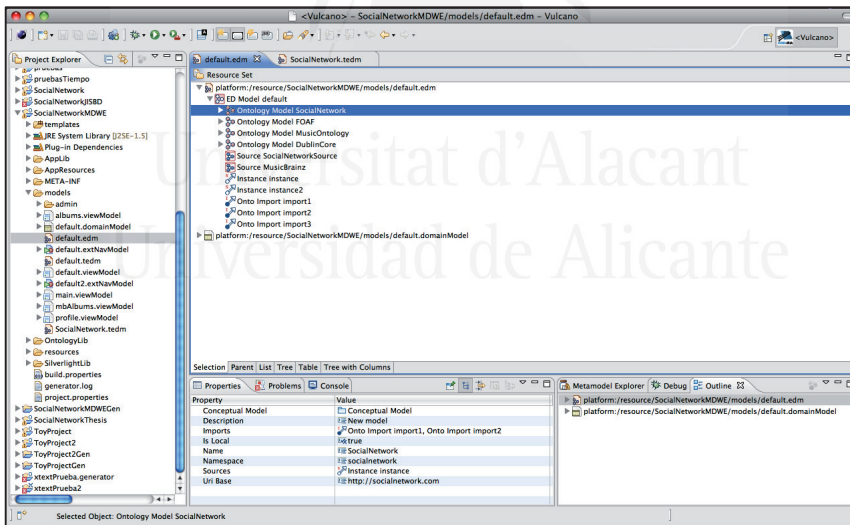 <Vulcano> - SocialNetworkMDWE/models/default.edm - Vulcano
<Vulcano>
Project Explorer
default.edm
SocialNetwork.tedm
pruebas
Resource Set
pruebasTiempo
SocialNetwork
SocialNetworkJISBD
SocialNetworkMDWE
templates
JRE System Library [J2SE-1.5]
Plug-in Dependencies
AppLib
AppResources
META-INF
models
admin
albums.viewModel
default.domainModel
default.edm
default.extNavModel
default.tedm
default.viewModel
default2.extNavModel
main.viewModel
mbAlbums.viewModel
profile.viewModel
SocialNetwork.tedm
OntologyLib
resources
SilverlightLib
build.properties
generator.log
project.properties
SocialNetworkMDWEGen
SocialNetworkThesis
ToyProject
ToyProject2
ToyProject2Gen
ToyProjectGen
xtextPrueba.generator
xtextPrueba2
platform:/resource/SocialNetworkMDWE/models/default.edm
ED Model default
Ontology Model SocialNetwork
Ontology Model FOAF
Ontology Model MusicOntology
Ontology Model DublinCore
Source SocialNetworkSource
Source MusicBrainz
Instance instance
Instance instance2
Onto Import import1
Onto Import import2
Onto Import import3
platform:/resource/SocialNetworkMDWE/models/default.domainModel
Universitat d'Alacant
Universidad de Alicante
Selection Parent List Tree Table Tree with Columns
Properties Problems Console
Property Value
Conceptual Model Conceptual Model
Description New model
Imports Onto Import import1, Onto Import import2
Is Local true
Name SocialNetwork
Namespace socialnetwork
Sources Instance instance
Uri Base http://socialnetwork.com
Metamodel Explorer Debug Outline
platform:/resource/SocialNetworkMDWE/models/default.edm
platform:/resource/SocialNetworkMDWE/models/default.domainModel
Selected Object: Ontology Model SocialNetwork